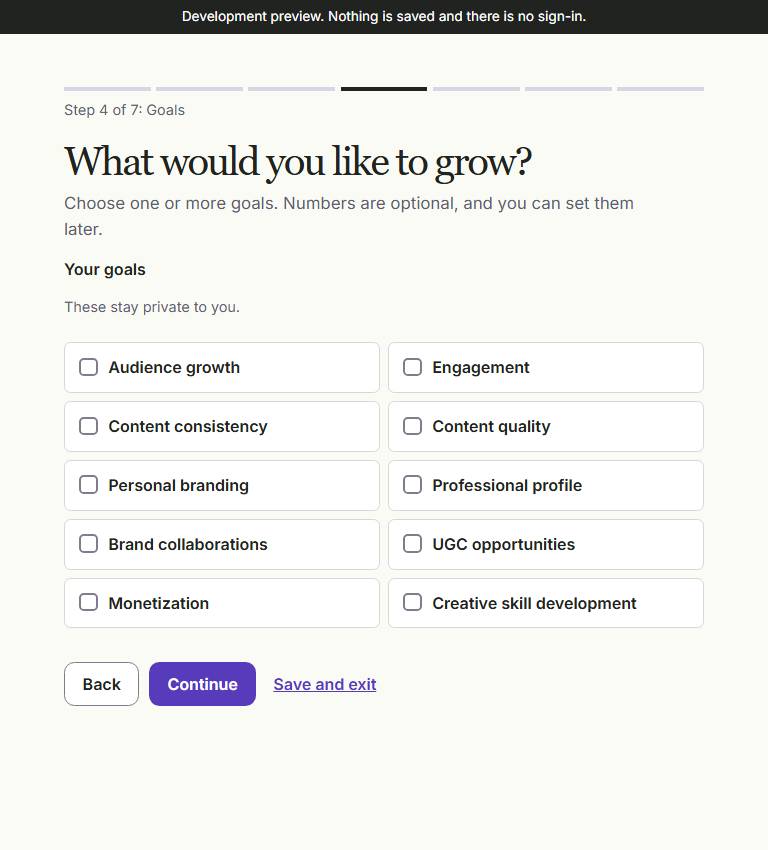 Development preview. Nothing is saved and there is no sign-in.
Step 4 of 7: Goals
What would you like to grow?
Choose one or more goals. Numbers are optional, and you can set them
later.
Your goals
These stay private to you.
Audience growth
Engagement
Content consistency
Content quality
Personal branding
Professional profile
Brand collaborations
UGC opportunities
Monetization
Creative skill development
Back
Continue
Save and exit